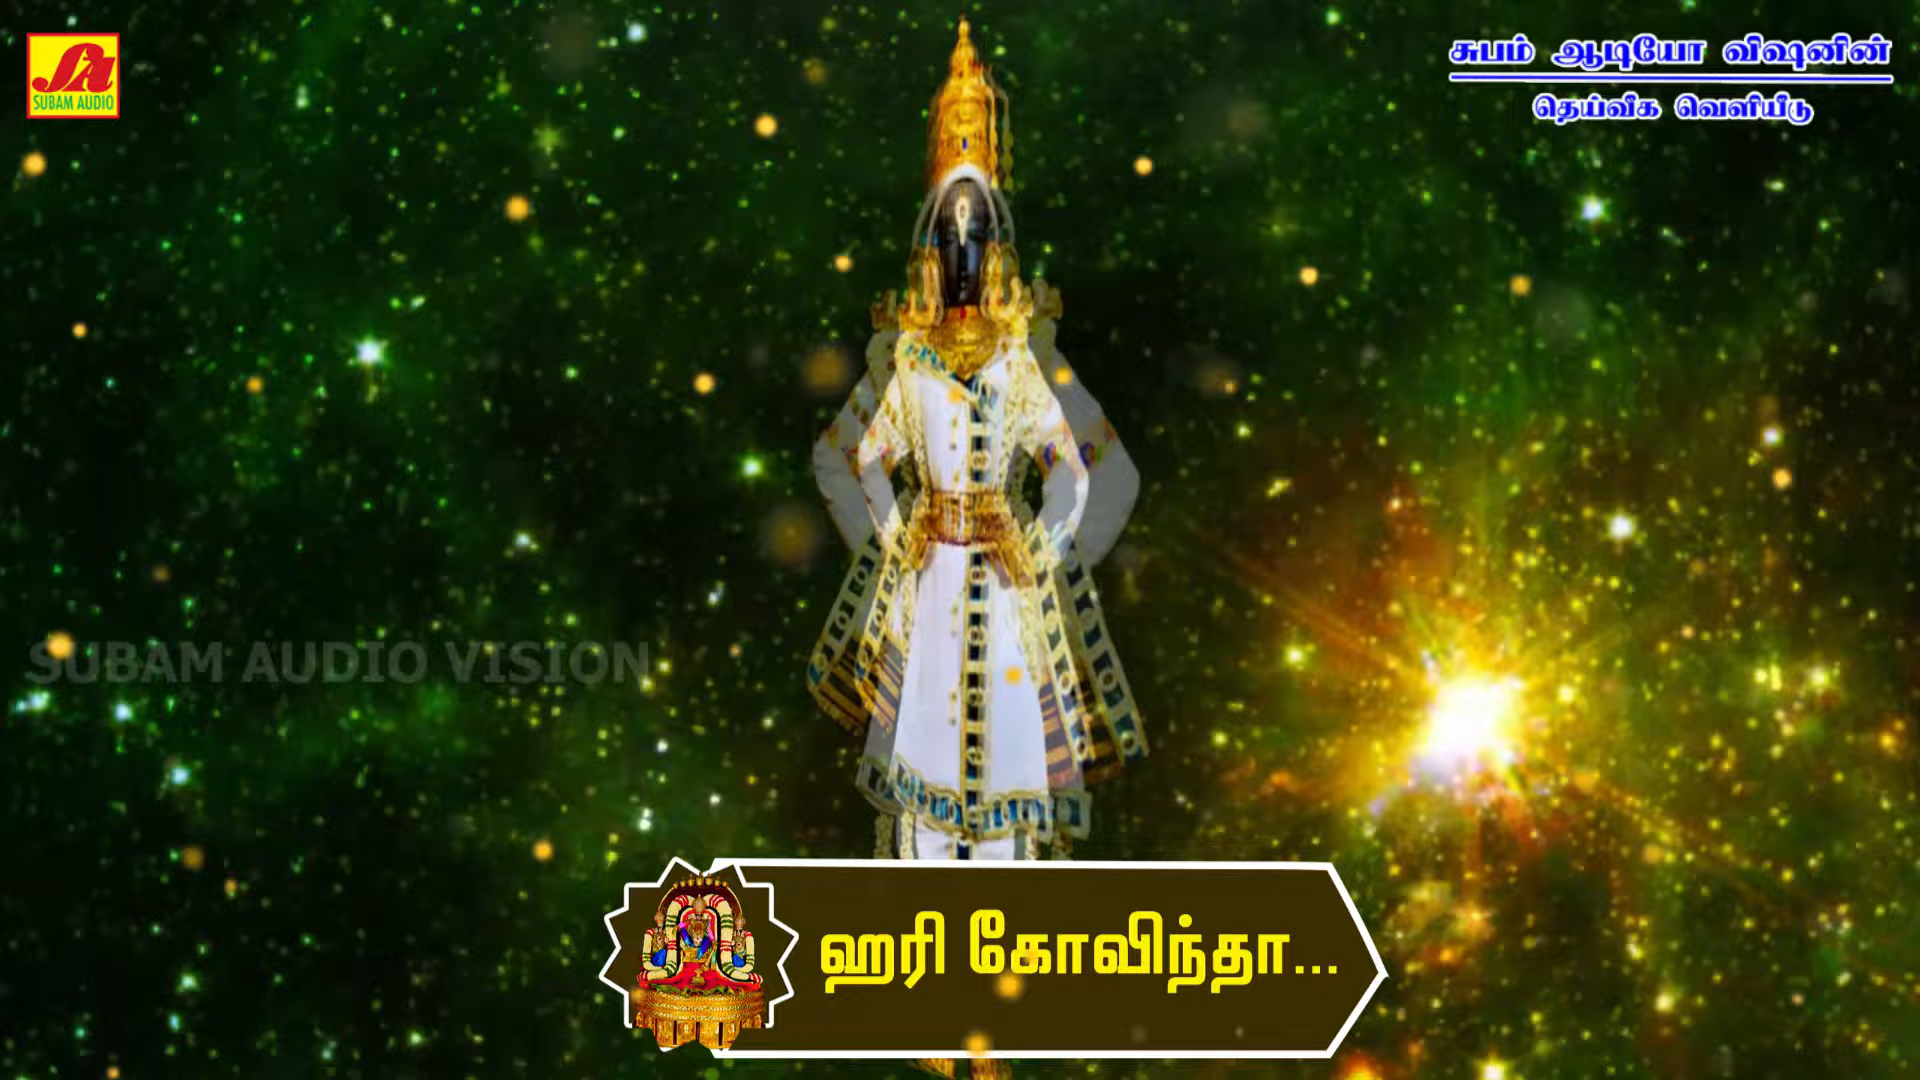 SUBAM AUDIO
சுபம் ஆடியோ விஷனின்
தெய்வீக வெளியீடு
SUBAM AUDIO VISION
ஹரி கோவிந்தா...